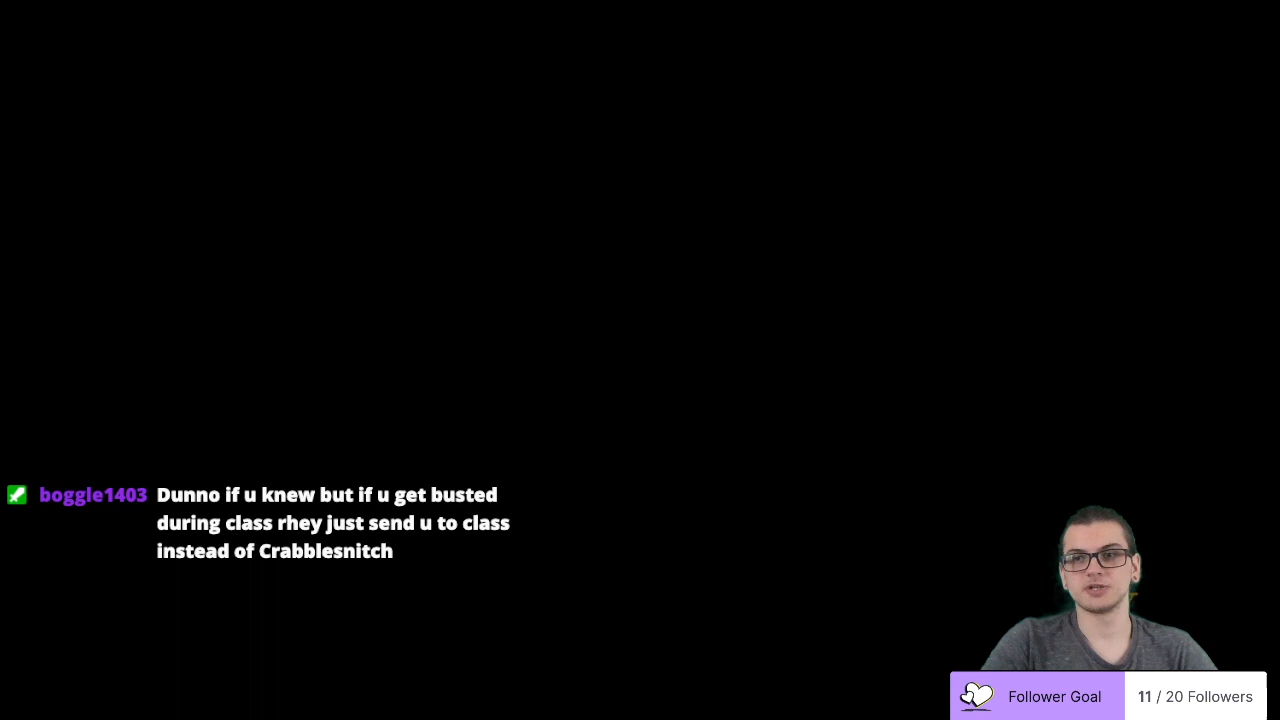 boggle1403 Dunno if u knew but if u get busted
during class rhey just send u to class
instead of Crabblesnitch
Follower Goal 11 / 20 Followers